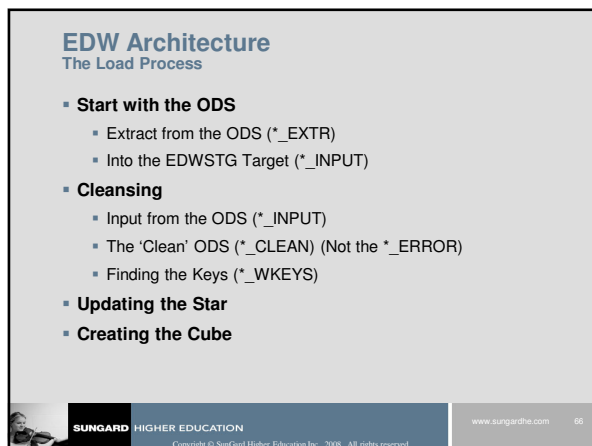 EDW Architecture
The Load Process
▪ Start with the ODS
▪ Extract from the ODS (*_EXTR)
▪ Into the EDWSTG Target (*_INPUT)
▪ Cleansing
▪ Input from the ODS (*_INPUT)
▪ The ‘Clean’ ODS (*_CLEAN) (Not the *_ERROR)
▪ Finding the Keys (*_WKEYS)
▪ Updating the Star
▪ Creating the Cube
SUNGARD HIGHER EDUCATION
www.sungardhe.com 66
Copyright © SunGard Higher Education Inc. 2008. All rights reserved.